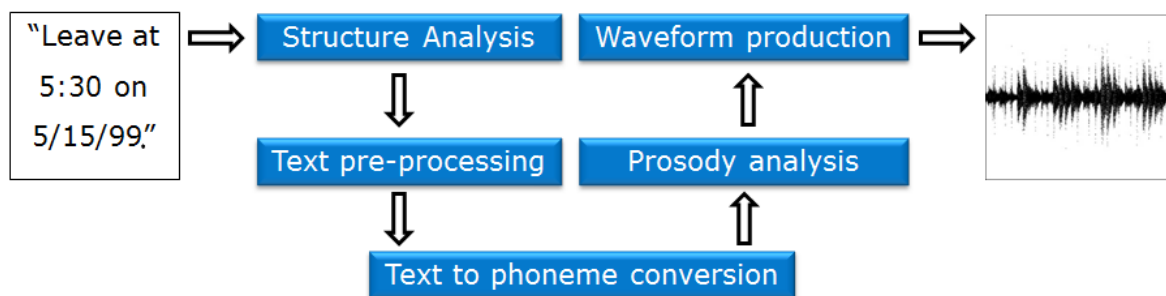 “Leave at
5:30 on
5/15/99.”
Structure Analysis
Text pre-processing
Text to phoneme conversion
Prosody analysis
Waveform production